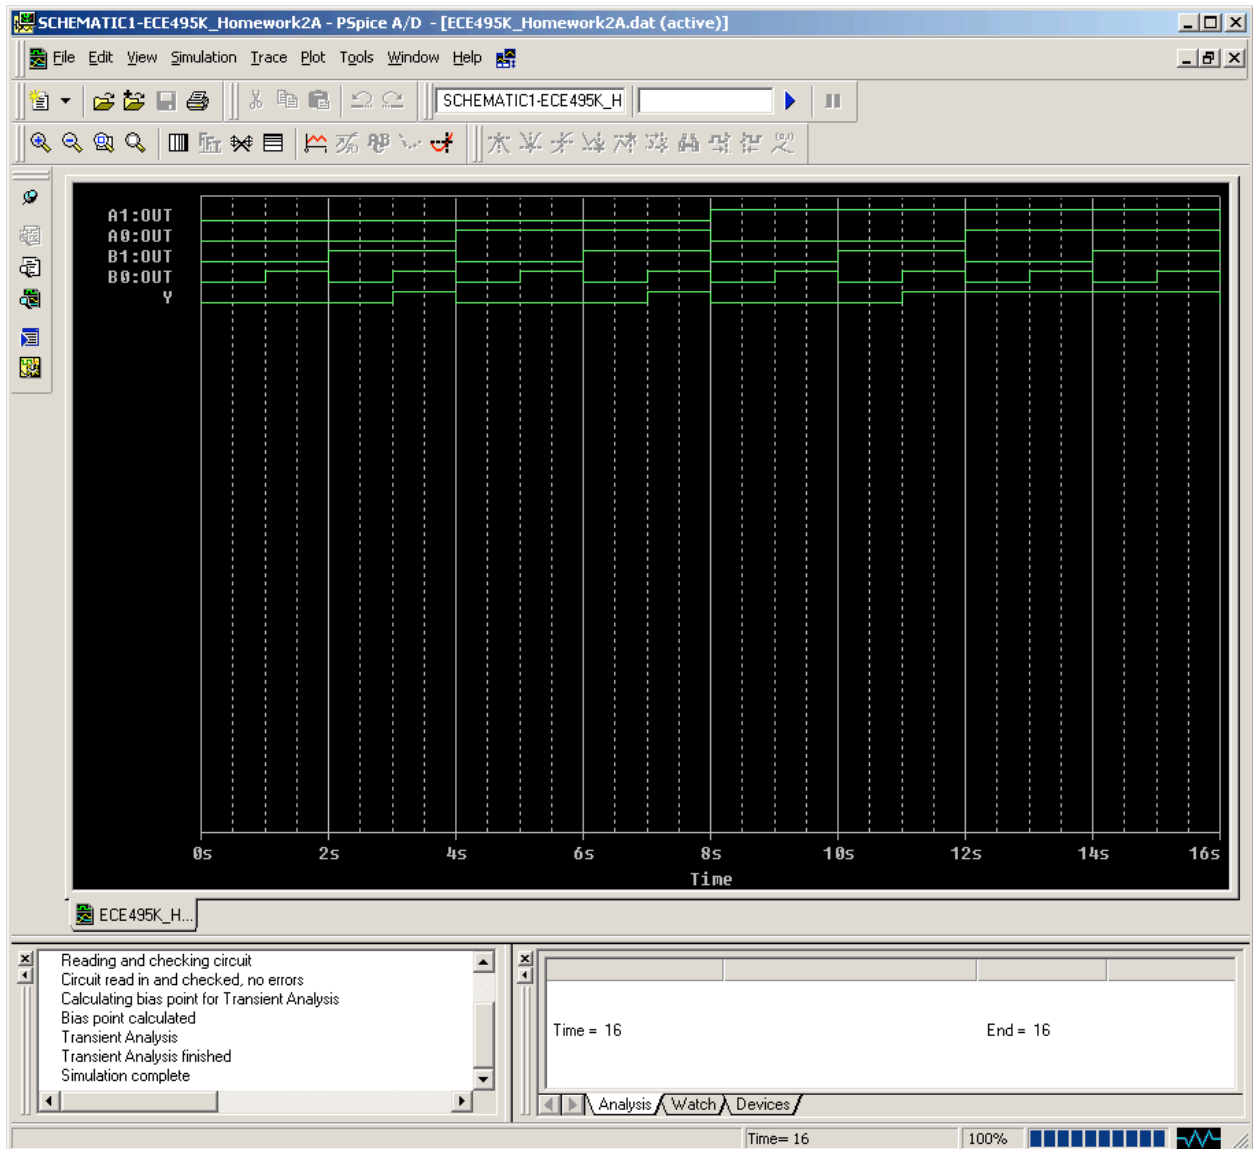 SCHEMATIC1-ECE495K_Homework2A - PSpice A/D - [ECE495K_Homework2A.dat (active)]
File Edit View Simulation Trace Plot Tools Window Help
SCHEMATIC1-ECE495K_H
A1:OUT
A0:OUT
B1:OUT
B0:OUT
Y
0s 2s 4s 6s 8s 10s 12s 14s 16s
Time
ECE495K_H...
Reading and checking circuit
Circuit read in and checked, no errors
Calculating bias point for Transient Analysis
Bias point calculated
Transient Analysis
Transient Analysis finished
Simulation complete
Time = 16 End = 16
Analysis Watch Devices
Time= 16 100%